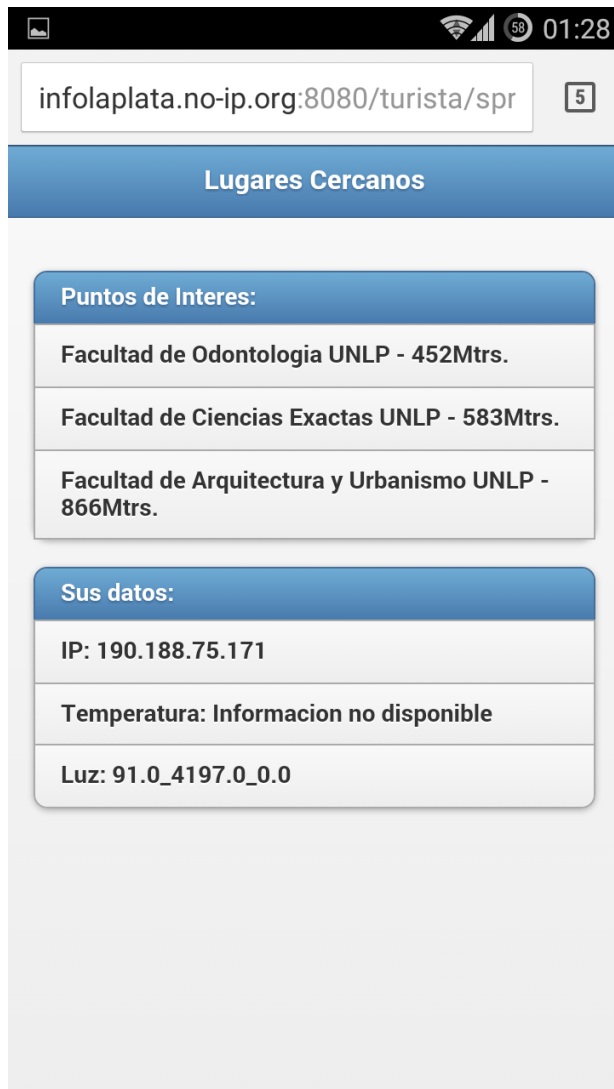 58 01:28
infolaplata.no-ip.org:8080/turista/spr
5
Lugares Cercanos
Puntos de Interes:
Facultad de Odontologia UNLP - 452Mtrs.
Facultad de Ciencias Exactas UNLP - 583Mtrs.
Facultad de Arquitectura y Urbanismo UNLP -
866Mtrs.
Sus datos:
IP: 190.188.75.171
Temperatura: Informacion no disponible
Luz: 91.0_4197.0_0.0